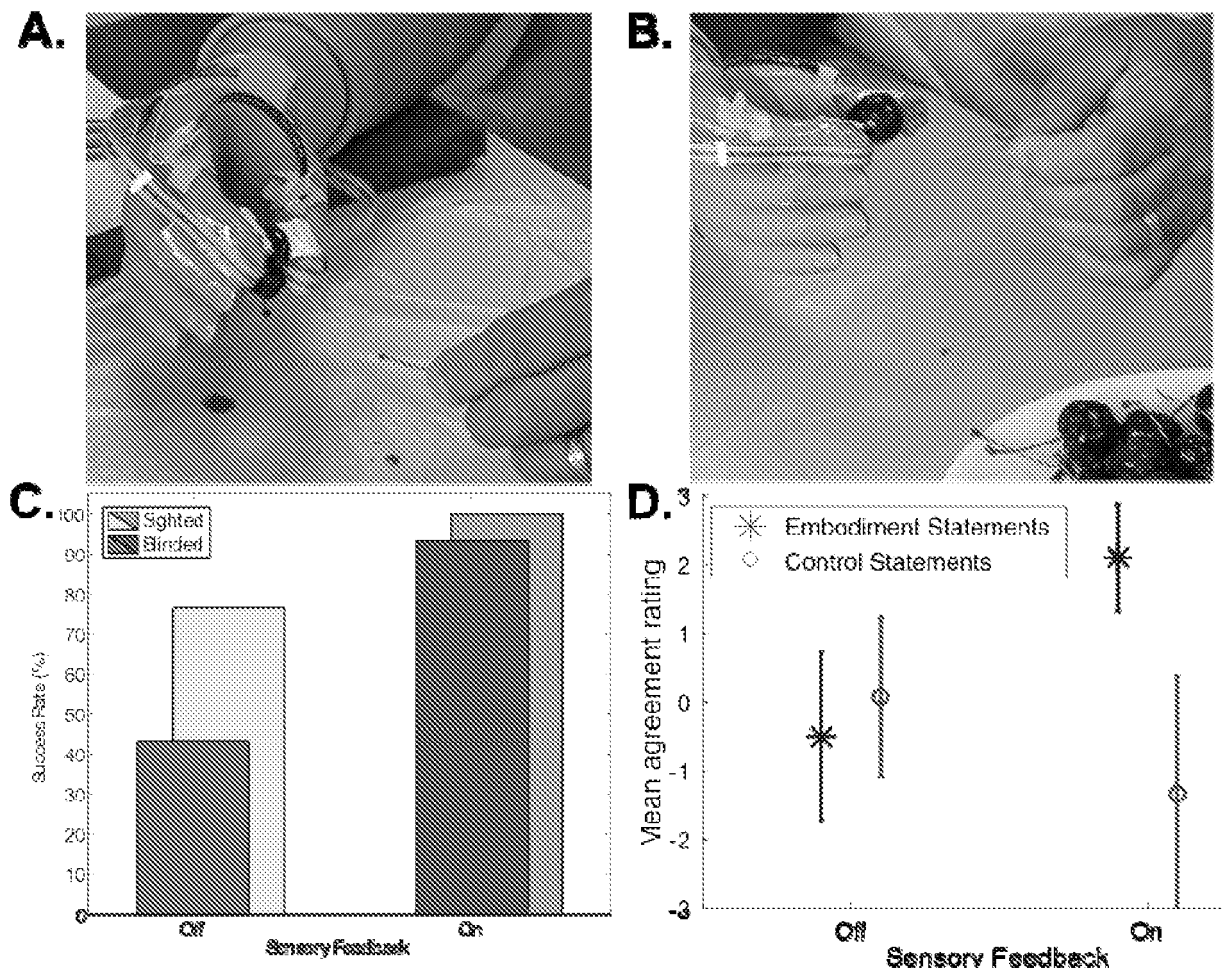 A.
B.
C.
100
90
80
70
60
50
40
30
20
10
0
Success Rate (%)
Sighted
Blinded
Off
On
Sensory Feedback
D.
3
2
1
0
-1
-2
-3
Mean agreement rating
Embodiment Statements
Control Statements
Off
On
Sensory Feedback